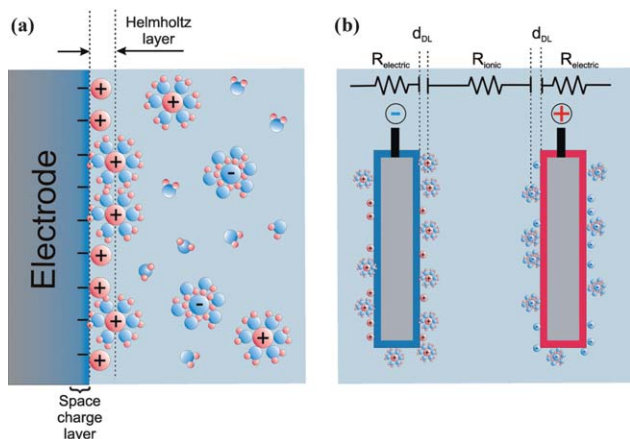 (a)
Helmholtz
layer
Electrode
Space
charge
layer
(b)
d_DL
d_DL
R_electric
R_ionic
R_electric